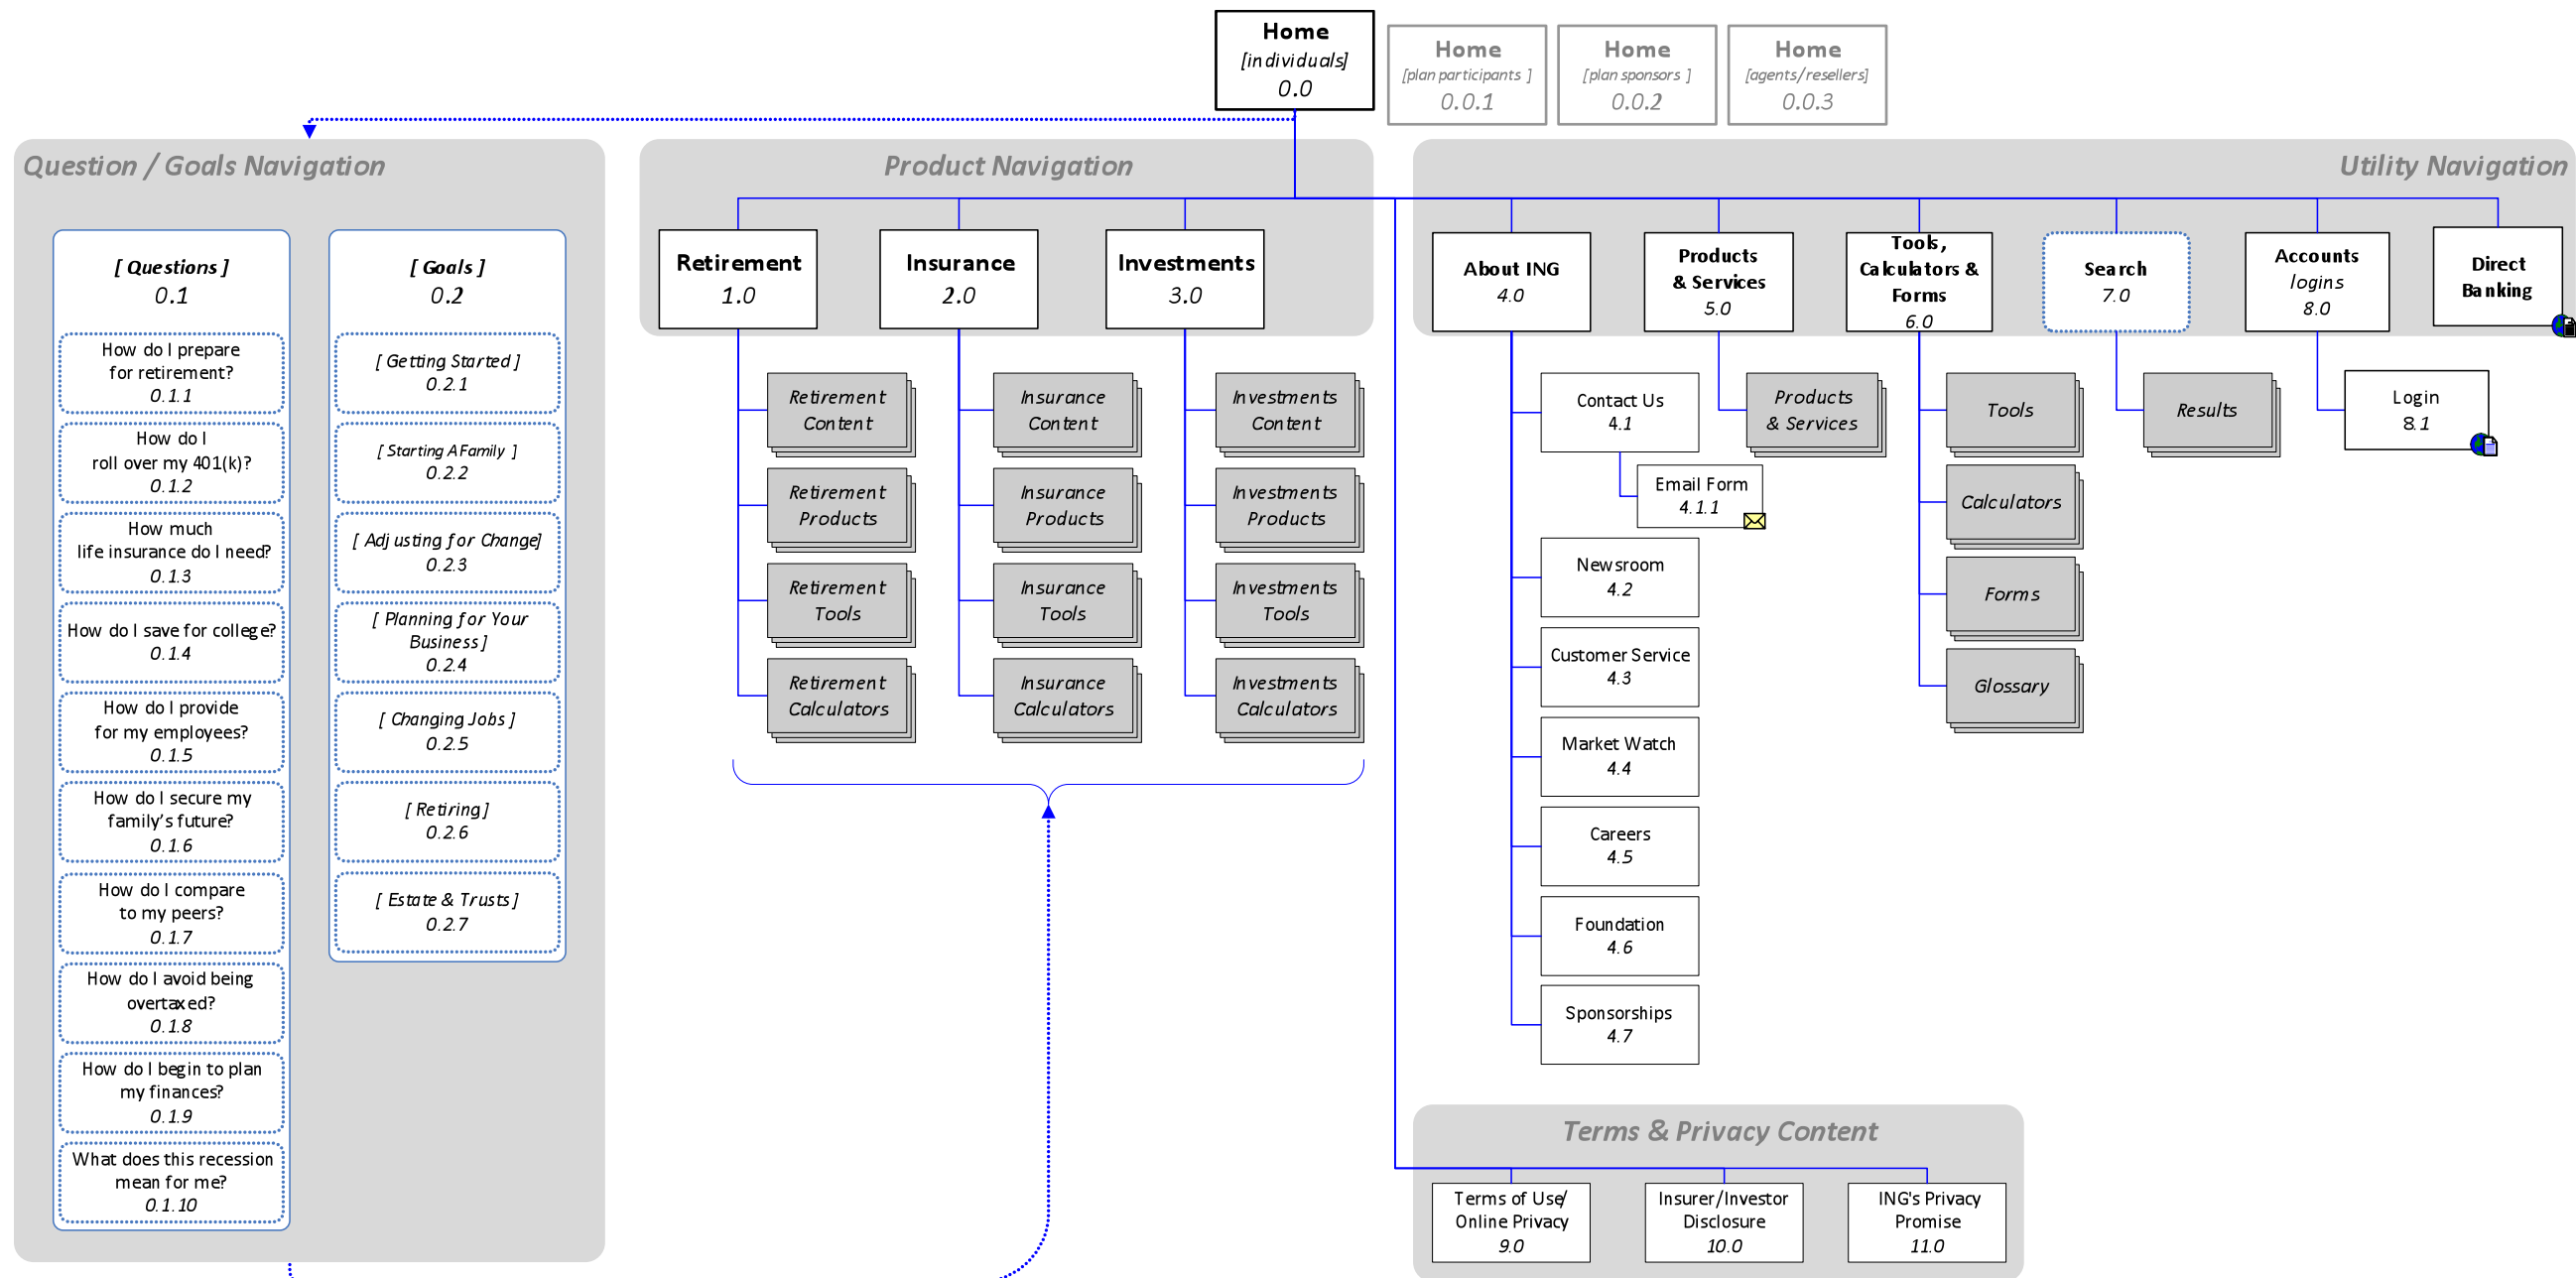 Home
[individuals]
0.0
Home
[plan participants ]
0.0.1
Home
[plan sponsors ]
0.0.2
Home
[agents/resellers]
0.0.3
Question / Goals Navigation
[ Questions ]
0.1
How do I prepare
for retirement?
0.1.1
How do I
roll over my 401(k)?
0.1.2
How much
life insurance do I need?
0.1.3
How do I save for college?
0.1.4
How do I provide
for my employees?
0.1.5
How do I secure my
family’s future?
0.1.6
How do I compare
to my peers?
0.1.7
How do I avoid being
overtaxed?
0.1.8
How do I begin to plan
my finances?
0.1.9
What does this recession
mean for me?
0.1.10
[ Goals ]
0.2
[ Getting Started ]
0.2.1
[ Starting A Family ]
0.2.2
[ Adjusting for Change]
0.2.3
[ Planning for Your
Business ]
0.2.4
[ Changing Jobs ]
0.2.5
[ Retiring ]
0.2.6
[ Estate & Trusts ]
0.2.7
Product Navigation
Retirement
1.0
Retirement
Content
Retirement
Products
Retirement
Tools
Retirement
Calculators
Insurance
2.0
Insurance
Content
Insurance
Products
Insurance
Tools
Insurance
Calculators
Investments
3.0
Investments
Content
Investments
Products
Investments
Tools
Investments
Calculators
Utility Navigation
About ING
4.0
Contact Us
4.1
Email Form
4.1.1
Newsroom
4.2
Customer Service
4.3
Market Watch
4.4
Careers
4.5
Foundation
4.6
Sponsorships
4.7
Products
& Services
5.0
Products
& Services
Tools,
Calculators &
Forms
6.0
Tools
Calculators
Forms
Glossary
Search
7.0
Results
Accounts
logins
8.0
Login
8.1
Direct
Banking
Terms & Privacy Content
Terms of Use/
Online Privacy
9.0
Insurer/Investor
Disclosure
10.0
ING's Privacy
Promise
11.0